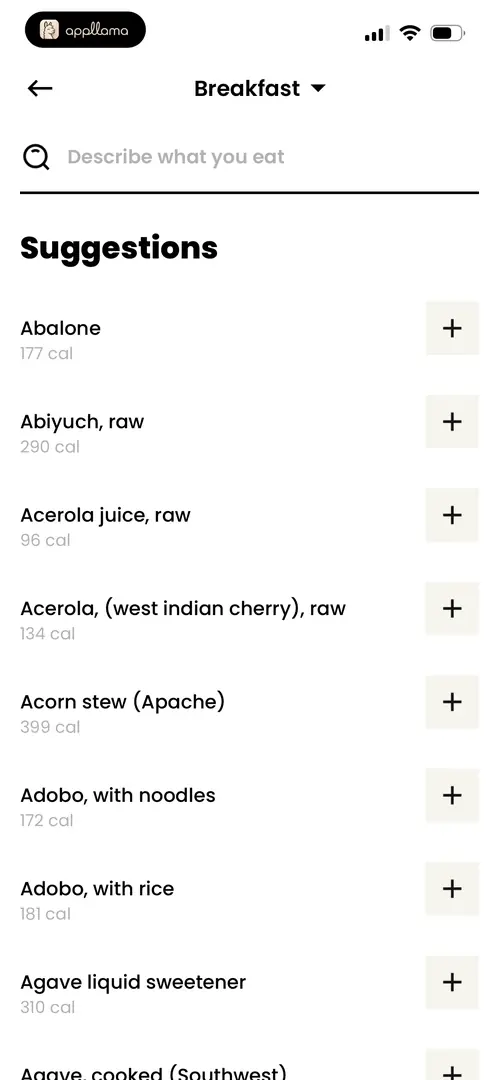 appllama
Breakfast
Describe what you eat
Suggestions
Abalone
177 cal
Abiyuch, raw
290 cal
Acerola juice, raw
96 cal
Acerola, (west indian cherry), raw
134 cal
Acorn stew (Apache)
399 cal
Adobo, with noodles
172 cal
Adobo, with rice
181 cal
Agave liquid sweetener
310 cal
Agave, cooked (Southwest)